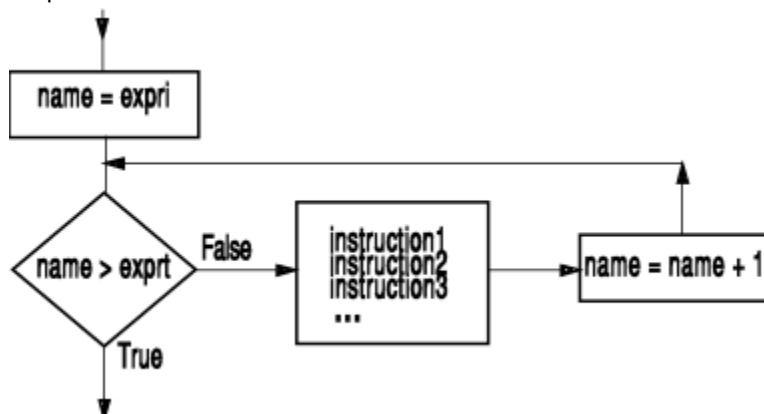 name = expri
name > exprt
False
instruction1
instruction2
instruction3
...
name = name + 1
True